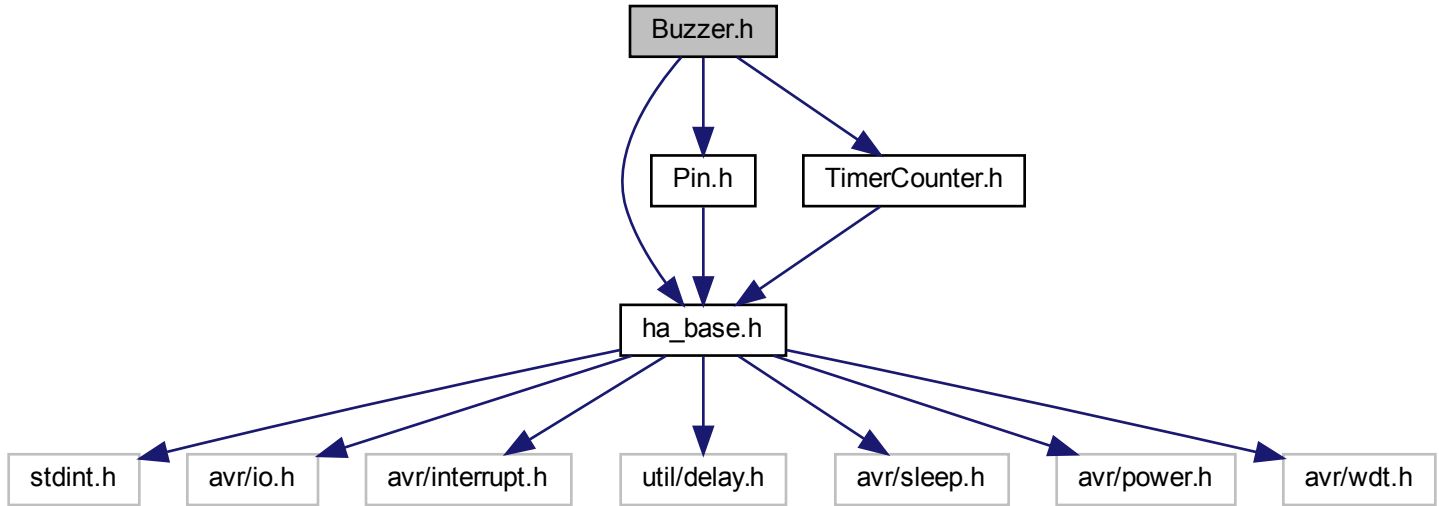 Buzzer.h
Pin.h
TimerCounter.h
ha_base.h
stdint.h
avr/io.h
avr/interrupt.h
util/delay.h
avr/sleep.h
avr/power.h
avr/wdt.h